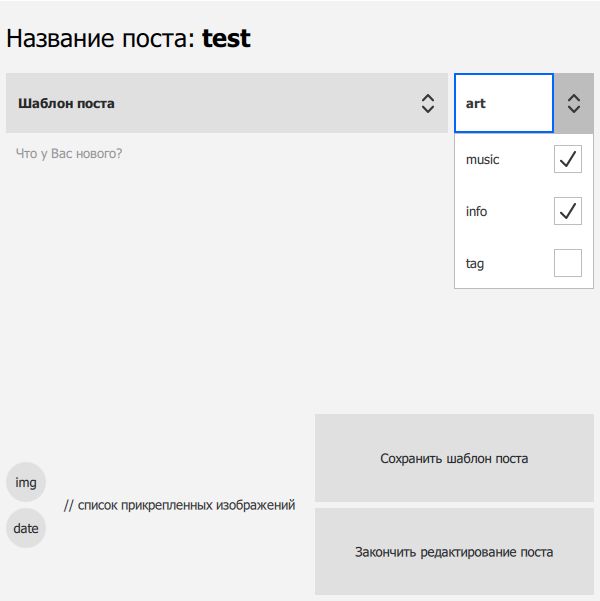 Название поста: test
Шаблон поста
art
Что у Вас нового?
music
info
tag
Сохранить шаблон поста
img
// список прикрепленных изображений
date
Закончить редактирование поста